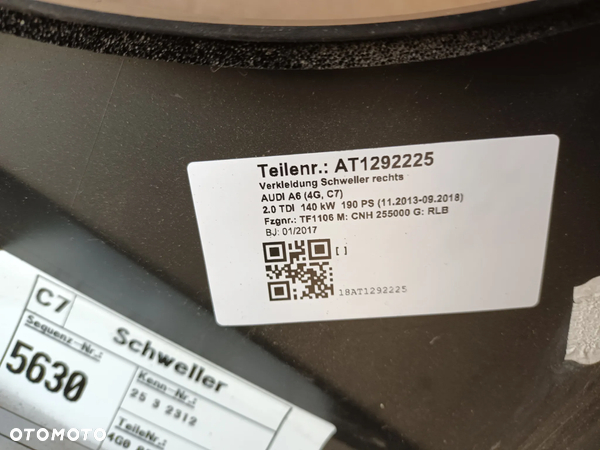 Teilenr.: AT1292225
Verkleidung Schweller rechts
AUDI A6 (4G, C7)
2.0 TDI 140 kW 190 PS (11.2013-09.2018)
Fzgnr.: TF1106 M: CNH 255000 G: RLB
BJ: 01/2017
[ ]
18AT1292225
C7 Schweller
Sequenz-Nr.:
5630
Kenn-Nr.:
25 3 2312
TeileNr.:
4G0
OTOMOTO